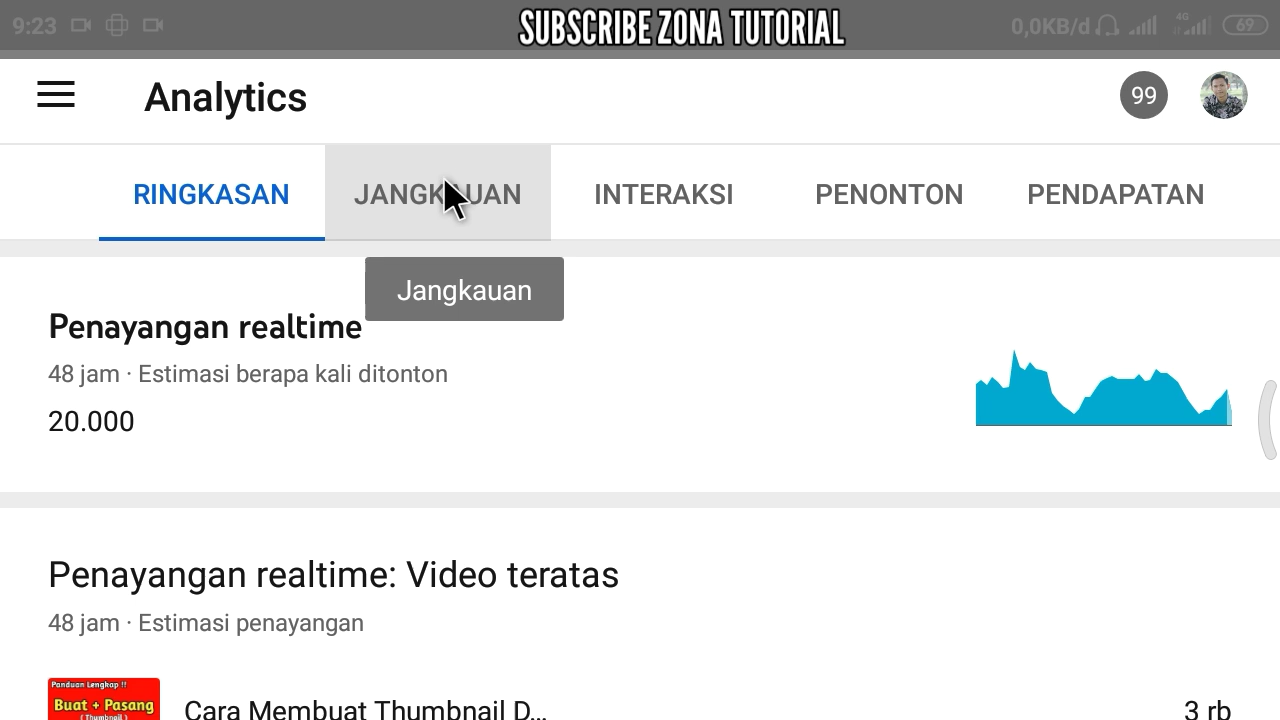 9:23
SUBSCRIBE ZONA TUTORIAL
0,0KB/d
4G
69
Analytics
99
RINGKASAN
JANGKAUAN
INTERAKSI
PENONTON
PENDAPATAN
Jangkauan
Penayangan realtime
48 jam · Estimasi berapa kali ditonton
20.000
Penayangan realtime: Video teratas
48 jam · Estimasi penayangan
Panduan Lengkap !!
Buat + Pasang
( Thumbnail )
Cara Membuat Thumbnail D...
3 rb